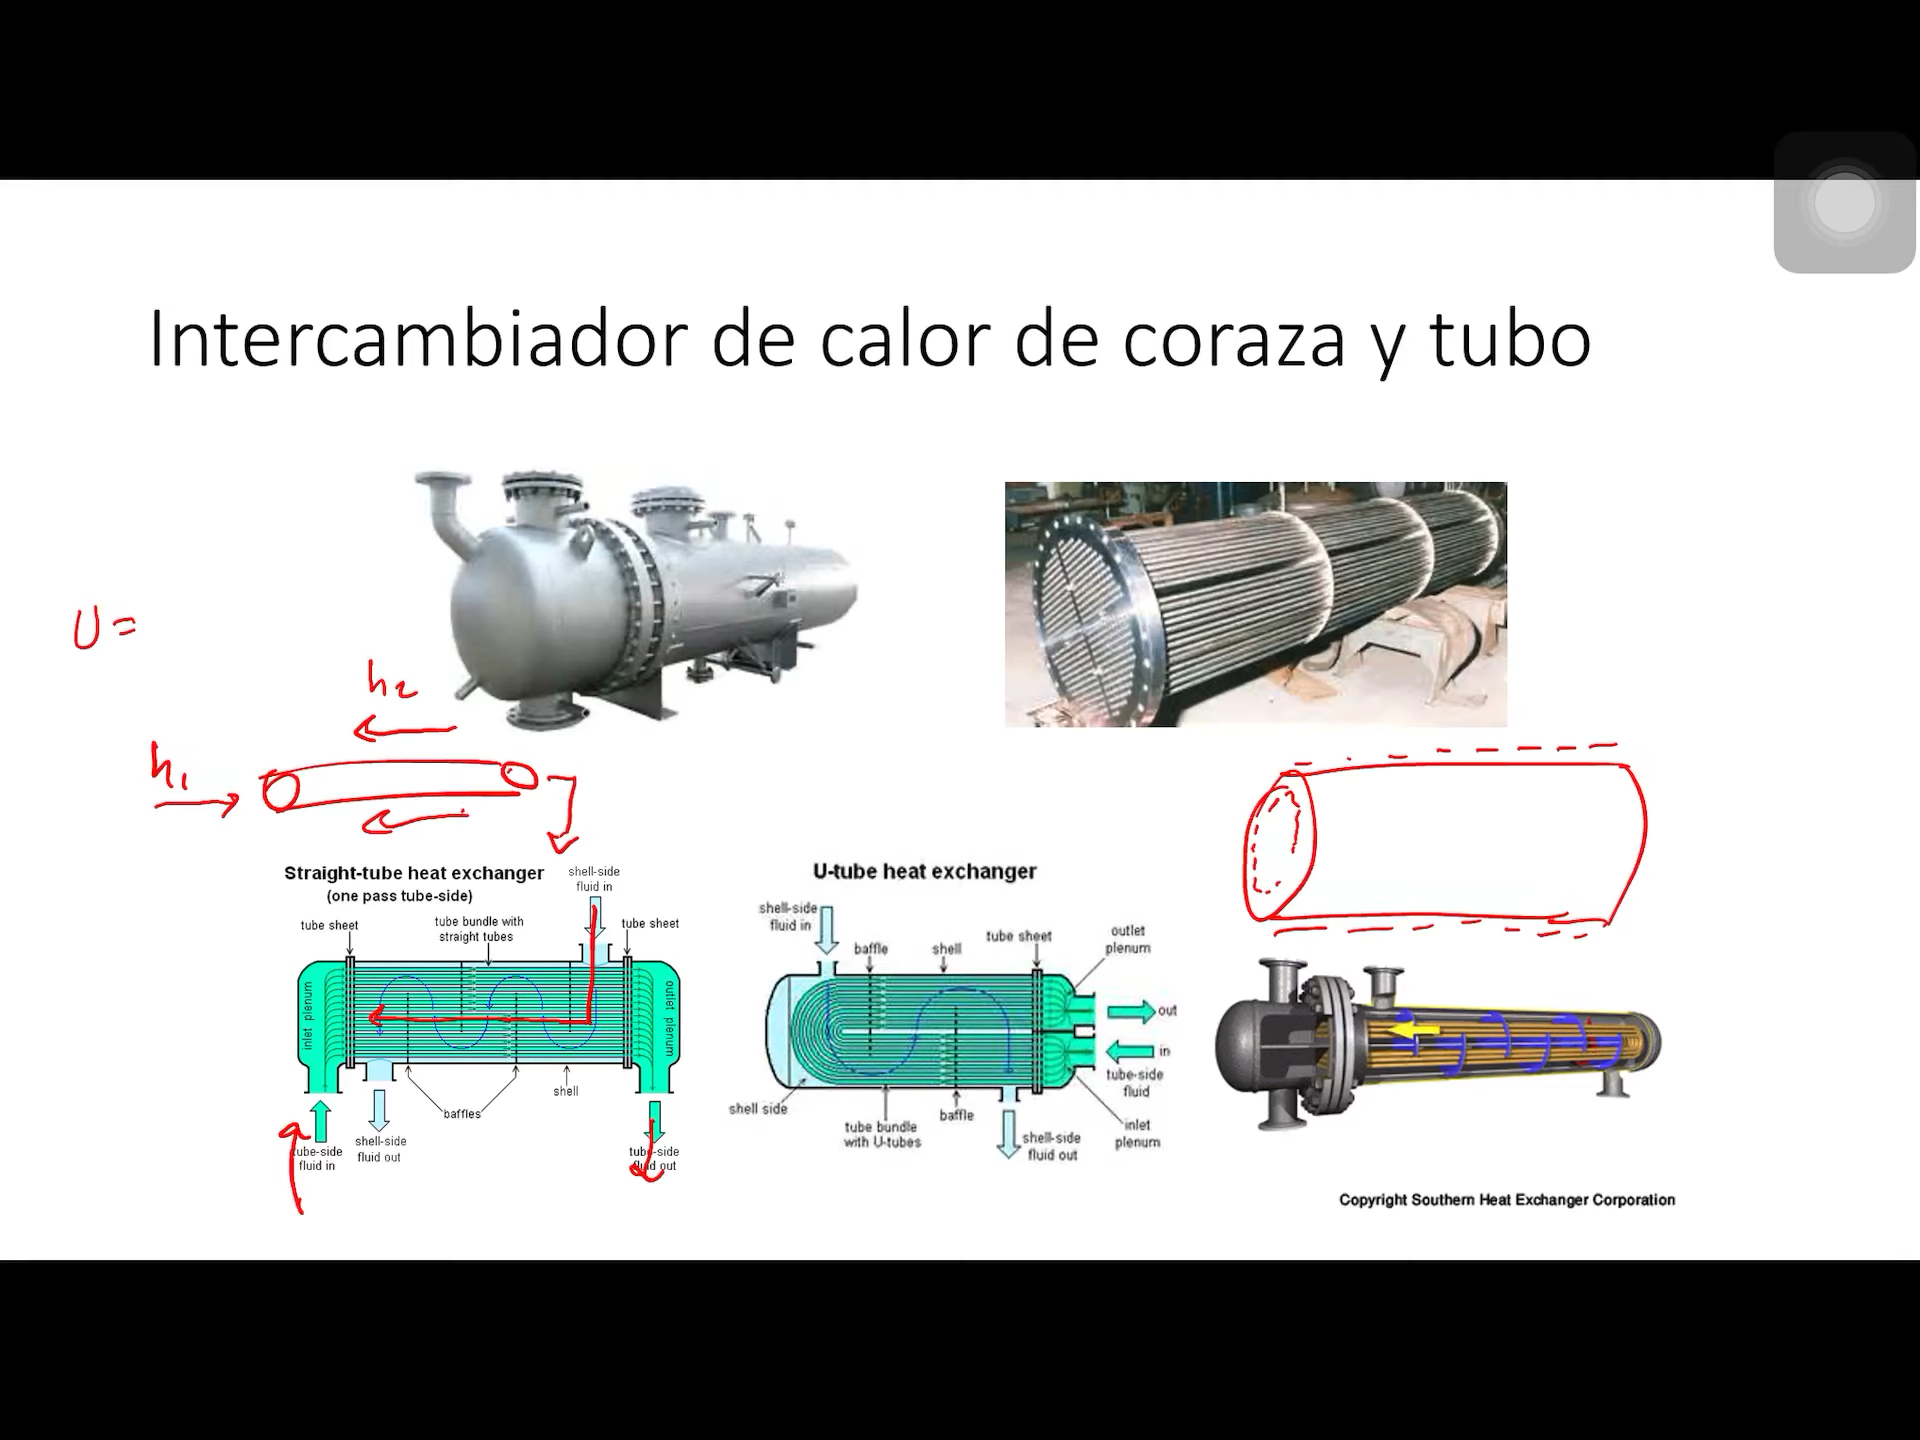 Intercambiador de calor de coraza y tubo
U =
h2
h1
Straight-tube heat exchanger
(one pass tube-side)
shell-side
fluid in
tube sheet
tube bundle with
straight tubes
tube sheet
inlet plenum
outlet plenum
shell
baffles
tube-side
fluid in
shell-side
fluid out
tube-side
fluid out
U-tube heat exchanger
shell-side
fluid in
baffle
shell
tube sheet
outlet
plenum
out
in
tube-side
fluid
shell side
tube bundle
with U-tubes
baffle
shell-side
fluid out
inlet
plenum
Copyright Southern Heat Exchanger Corporation